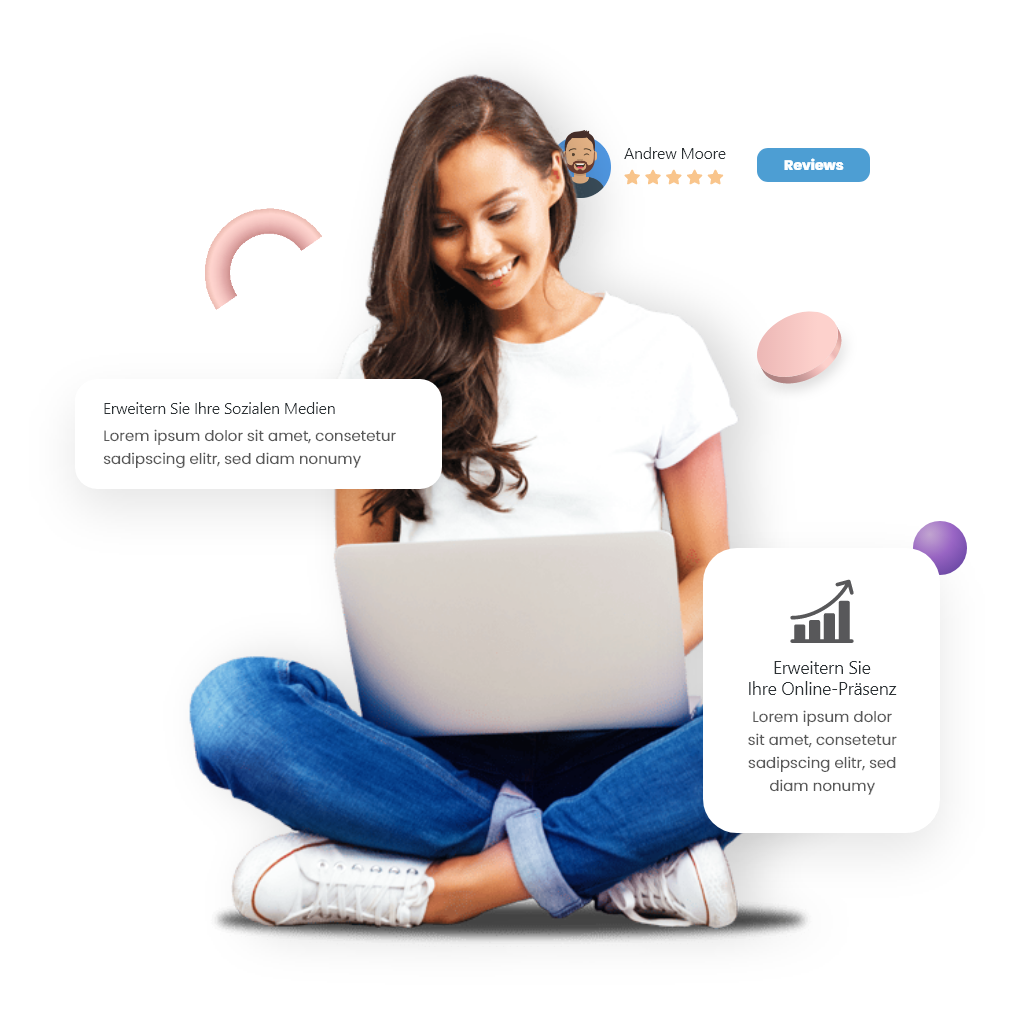 Andrew Moore
Reviews
Erweitern Sie Ihre Sozialen Medien
Lorem ipsum dolor sit amet, consetetur
sadipscing elitr, sed diam nonumy
Erweitern Sie
Ihre Online-Präsenz
Lorem ipsum dolor
sit amet, consetetur
sadipscing elitr, sed
diam nonumy